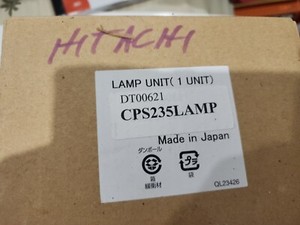 HITACHI
LAMP UNIT( 1 UNIT)
DT00621
CPS235LAMP
Made in Japan
ダンボール
箱
緩衝材
袋
QL23426